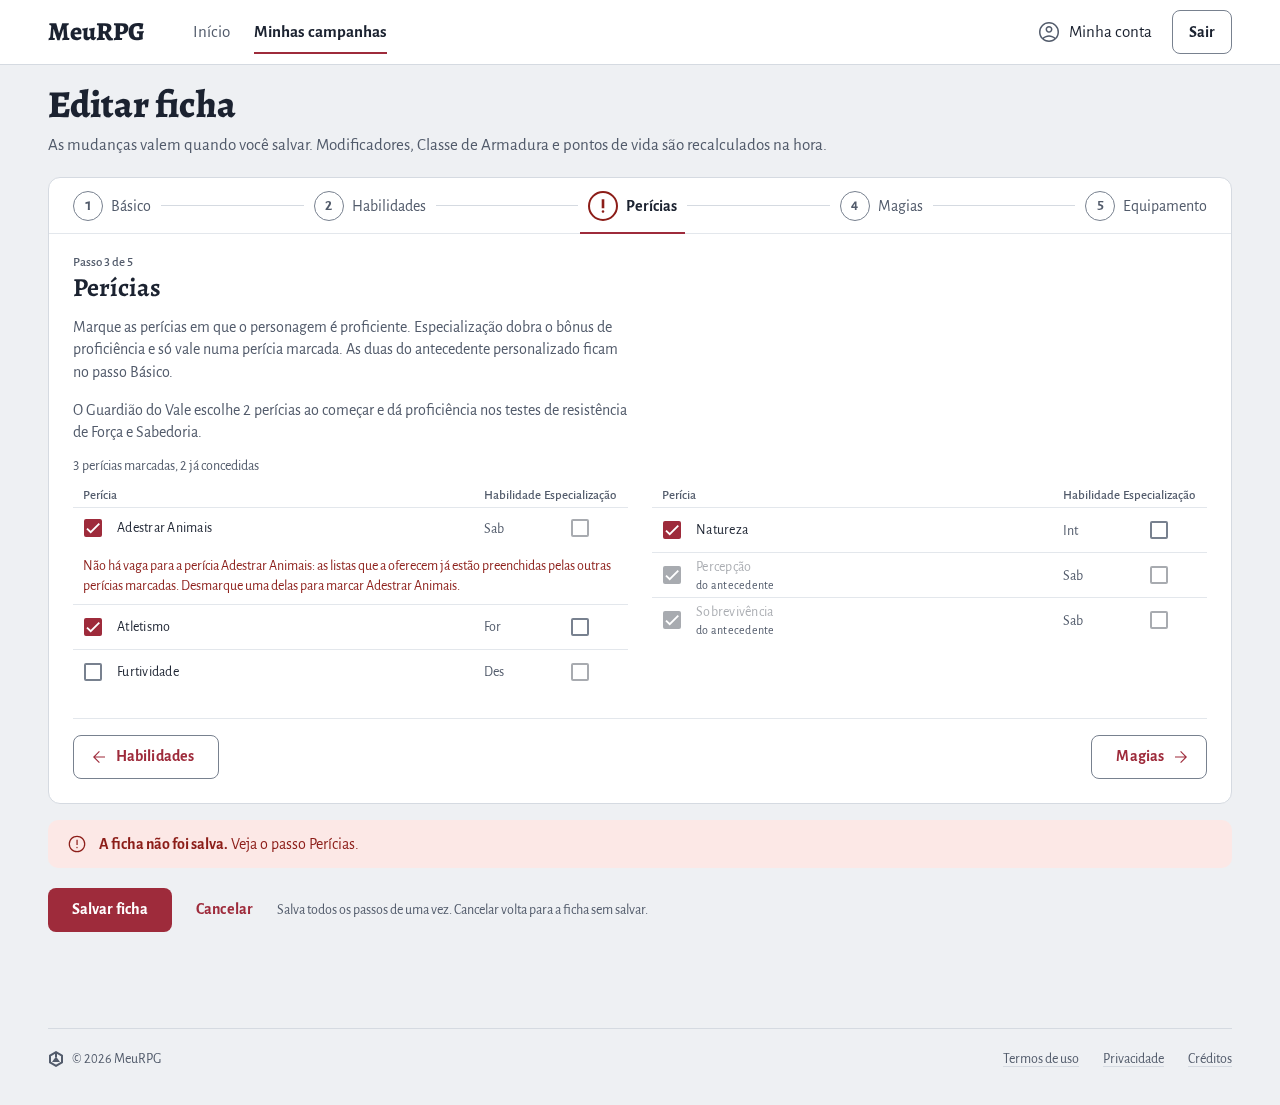 MeuRPG
Início
Minhas campanhas
Minha conta
Sair
Editar ficha
As mudanças valem quando você salvar. Modificadores, Classe de Armadura e pontos de vida são recalculados na hora.
1 Básico
2 Habilidades
! Perícias
4 Magias
5 Equipamento
Passo 3 de 5
Perícias
Marque as perícias em que o personagem é proficiente. Especialização dobra o bônus de
proficiência e só vale numa perícia marcada. As duas do antecedente personalizado ficam
no passo Básico.
O Guardião do Vale escolhe 2 perícias ao começar e dá proficiência nos testes de resistência
de Força e Sabedoria.
3 perícias marcadas, 2 já concedidas
Perícia Habilidade Especialização
Adestrar Animais Sab
Não há vaga para a perícia Adestrar Animais: as listas que a oferecem já estão preenchidas pelas outras
perícias marcadas. Desmarque uma delas para marcar Adestrar Animais.
Atletismo For
Furtividade Des
Perícia Habilidade Especialização
Natureza Int
Percepção Sab
do antecedente
Sobrevivência Sab
do antecedente
Habilidades
Magias
A ficha não foi salva. Veja o passo Perícias.
Salvar ficha
Cancelar
Salva todos os passos de uma vez. Cancelar volta para a ficha sem salvar.
© 2026 MeuRPG
Termos de uso
Privacidade
Créditos